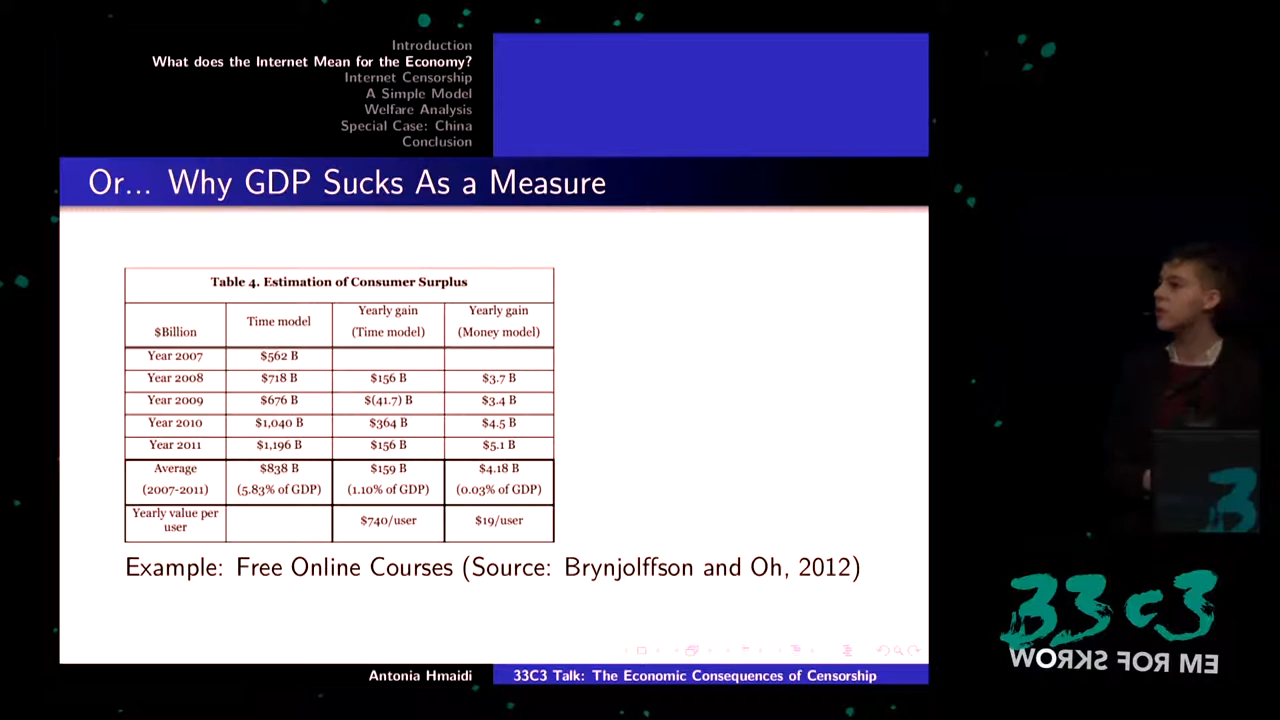 Introduction
What does the Internet Mean for the Economy?
Internet Censorship
A Simple Model
Welfare Analysis
Special Case: China
Conclusion
Or... Why GDP Sucks As a Measure
Table 4. Estimation of Consumer Surplus
$Billion Time model Yearly gain (Time model) Yearly gain (Money model)
Year 2007 $562 B
Year 2008 $718 B $156 B $3.7 B
Year 2009 $676 B $(41.7) B $3.4 B
Year 2010 $1,040 B $364 B $4.5 B
Year 2011 $1,196 B $156 B $5.1 B
Average (2007-2011) $838 B (5.83% of GDP) $159 B (1.10% of GDP) $4.18 B (0.03% of GDP)
Yearly value per user $740/user $19/user
Example: Free Online Courses (Source: Brynjolffson and Oh, 2012)
Antonia Hmaidi 33C3 Talk: The Economic Consequences of Censorship
3
33C3
WORKS FOR ME